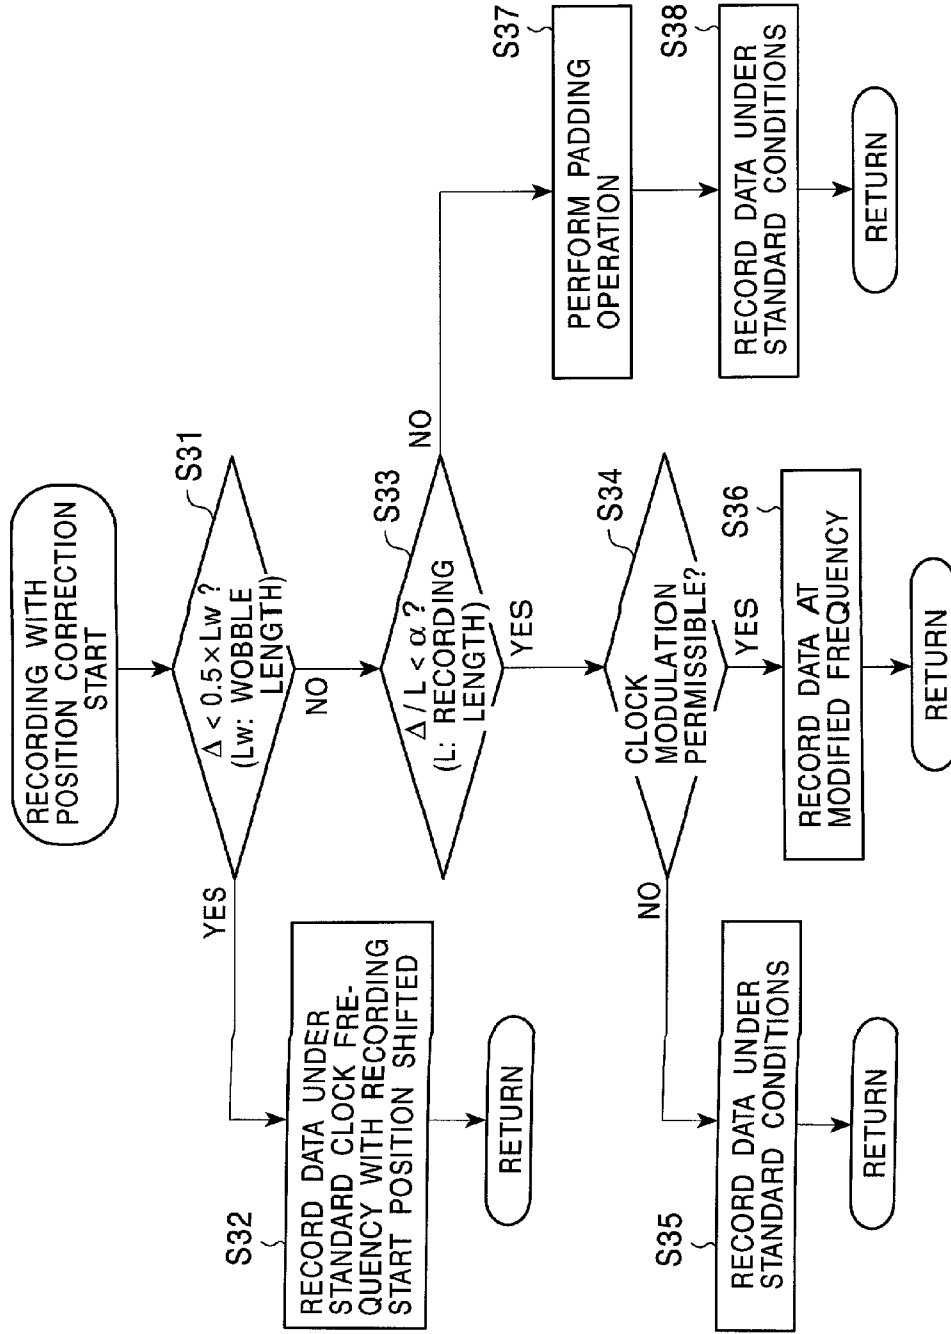 RECORDING WITH
POSITION CORRECTION
START
S31
Δ < 0.5×Lw ?
(Lw: WOBBLE
LENGTH)
YES
NO
S32
RECORD DATA UNDER
STANDARD CLOCK FRE-
QUENCY WITH RECORDING
START POSITION SHIFTED
RETURN
S33
Δ/L < α?
(L: RECORDING
LENGTH)
NO
YES
S34
CLOCK
MODULATION
PERMISSIBLE?
NO
YES
S35
RECORD DATA UNDER
STANDARD CONDITIONS
RETURN
S36
RECORD DATA AT
MODIFIED FREQUENCY
RETURN
S37
PERFORM PADDING
OPERATION
S38
RECORD DATA UNDER
STANDARD CONDITIONS
RETURN